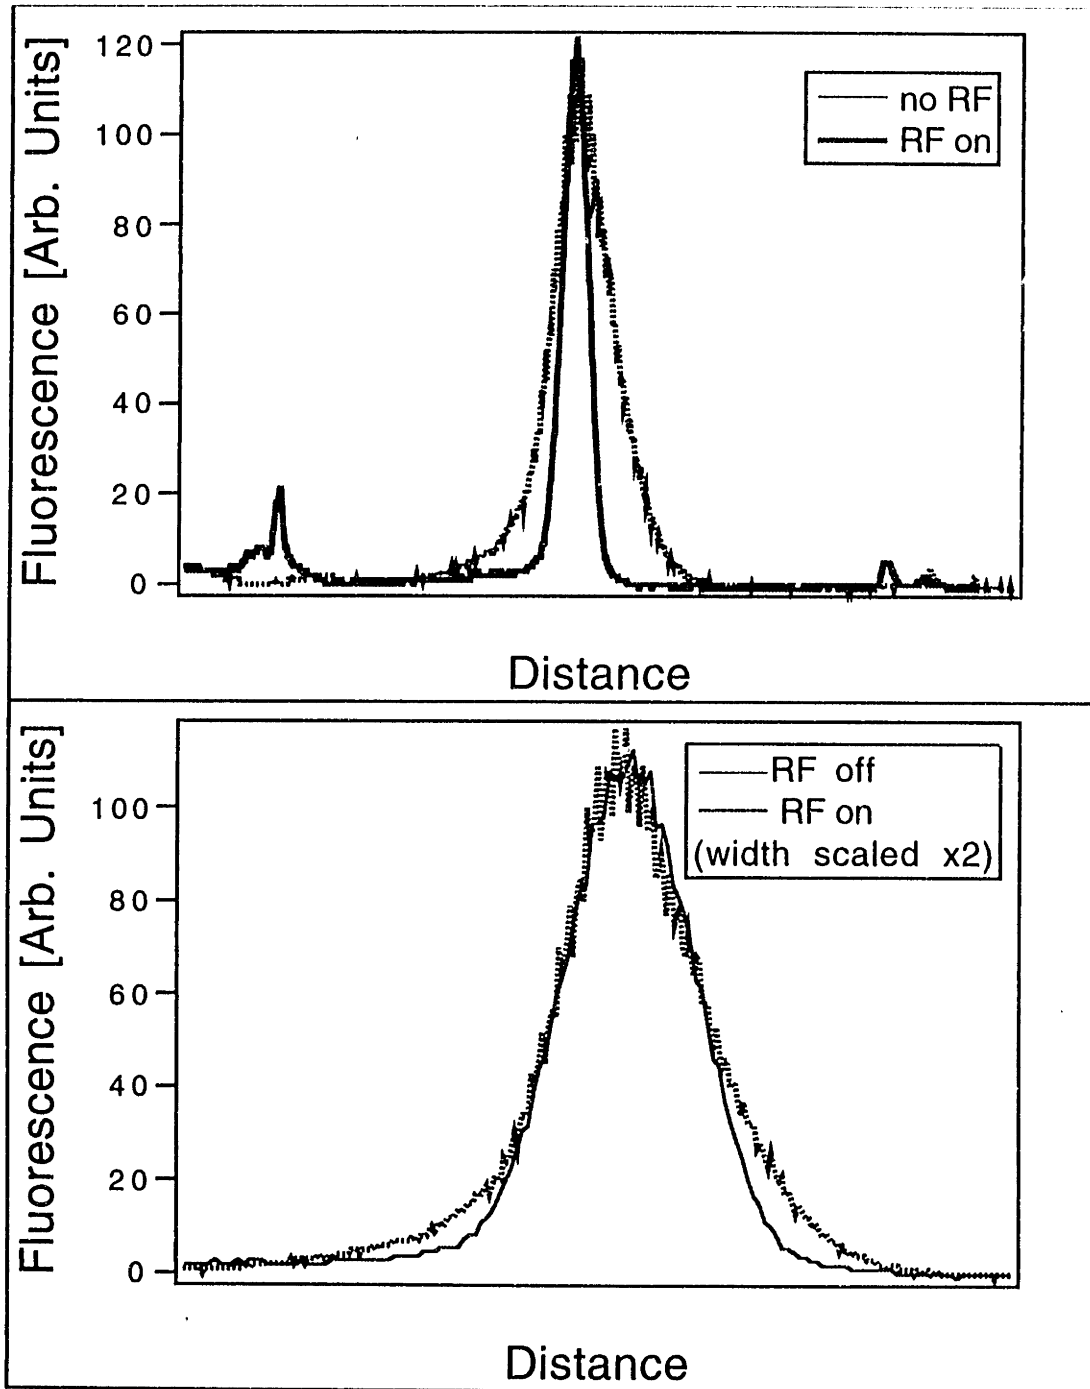 Fluorescence [Arb. Units]
120
100
80
60
40
20
0
no RF
RF on
Distance
Fluorescence [Arb. Units]
100
80
60
40
20
0
RF off
RF on
(width scaled x2)
Distance